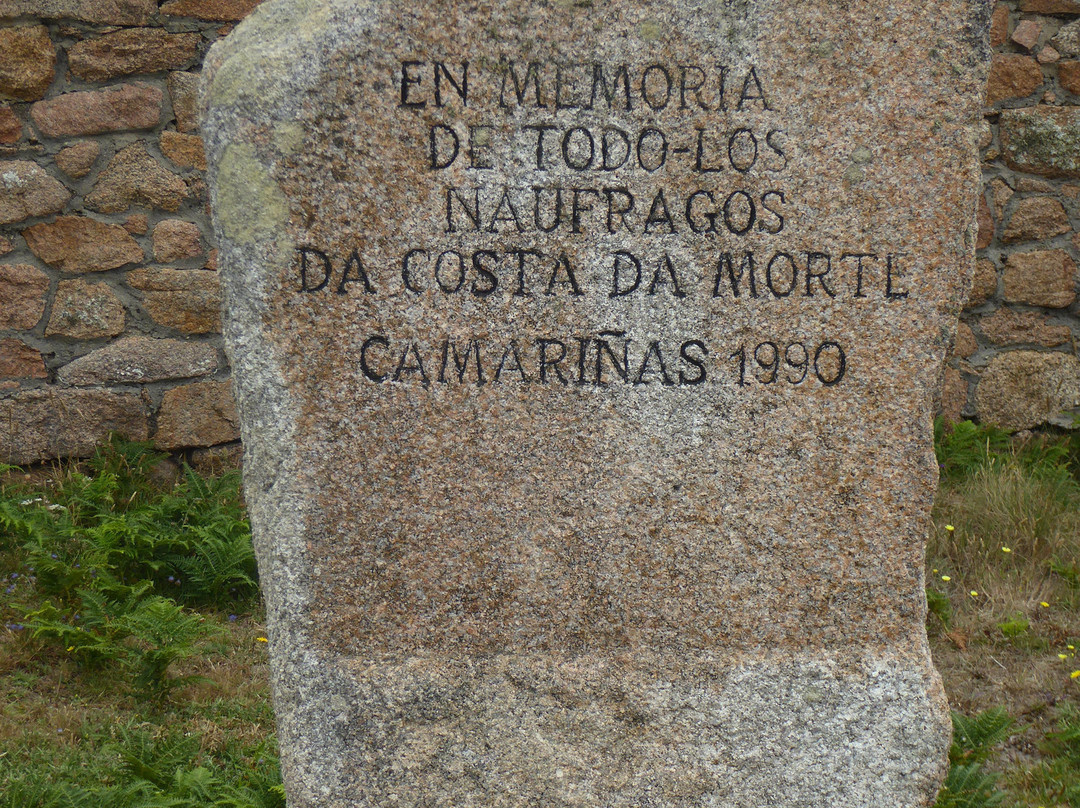 EN MEMORIA
DE TODO-LOS
NAUFRAGOS
DA COSTA DA MORTE
CAMARIÑAS 1990